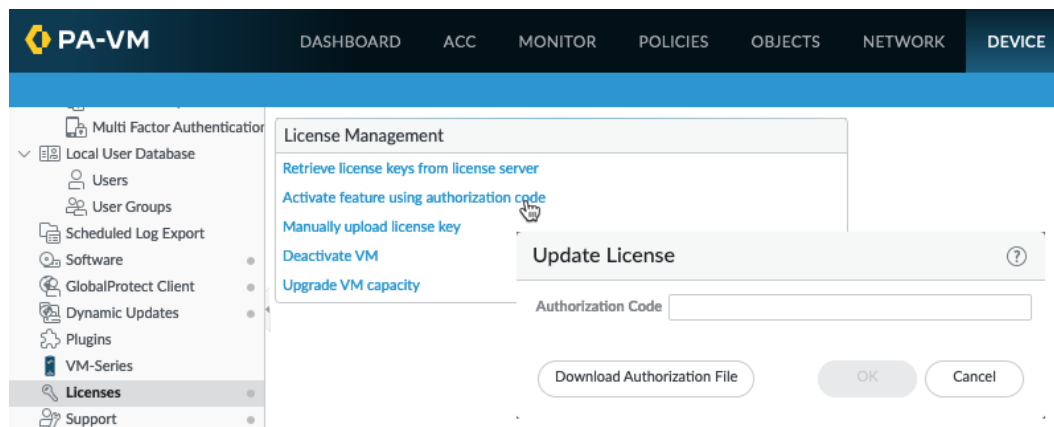 PA-VM
DASHBOARD ACC MONITOR POLICIES OBJECTS NETWORK DEVICE
Multi Factor Authentication
Local User Database
Users
User Groups
Scheduled Log Export
Software
GlobalProtect Client
Dynamic Updates
Plugins
VM-Series
Licenses
Support
License Management
Retrieve license keys from license server
Activate feature using authorization code
Manually upload license key
Deactivate VM
Upgrade VM capacity
Update License
?
Authorization Code
Download Authorization File
OK
Cancel